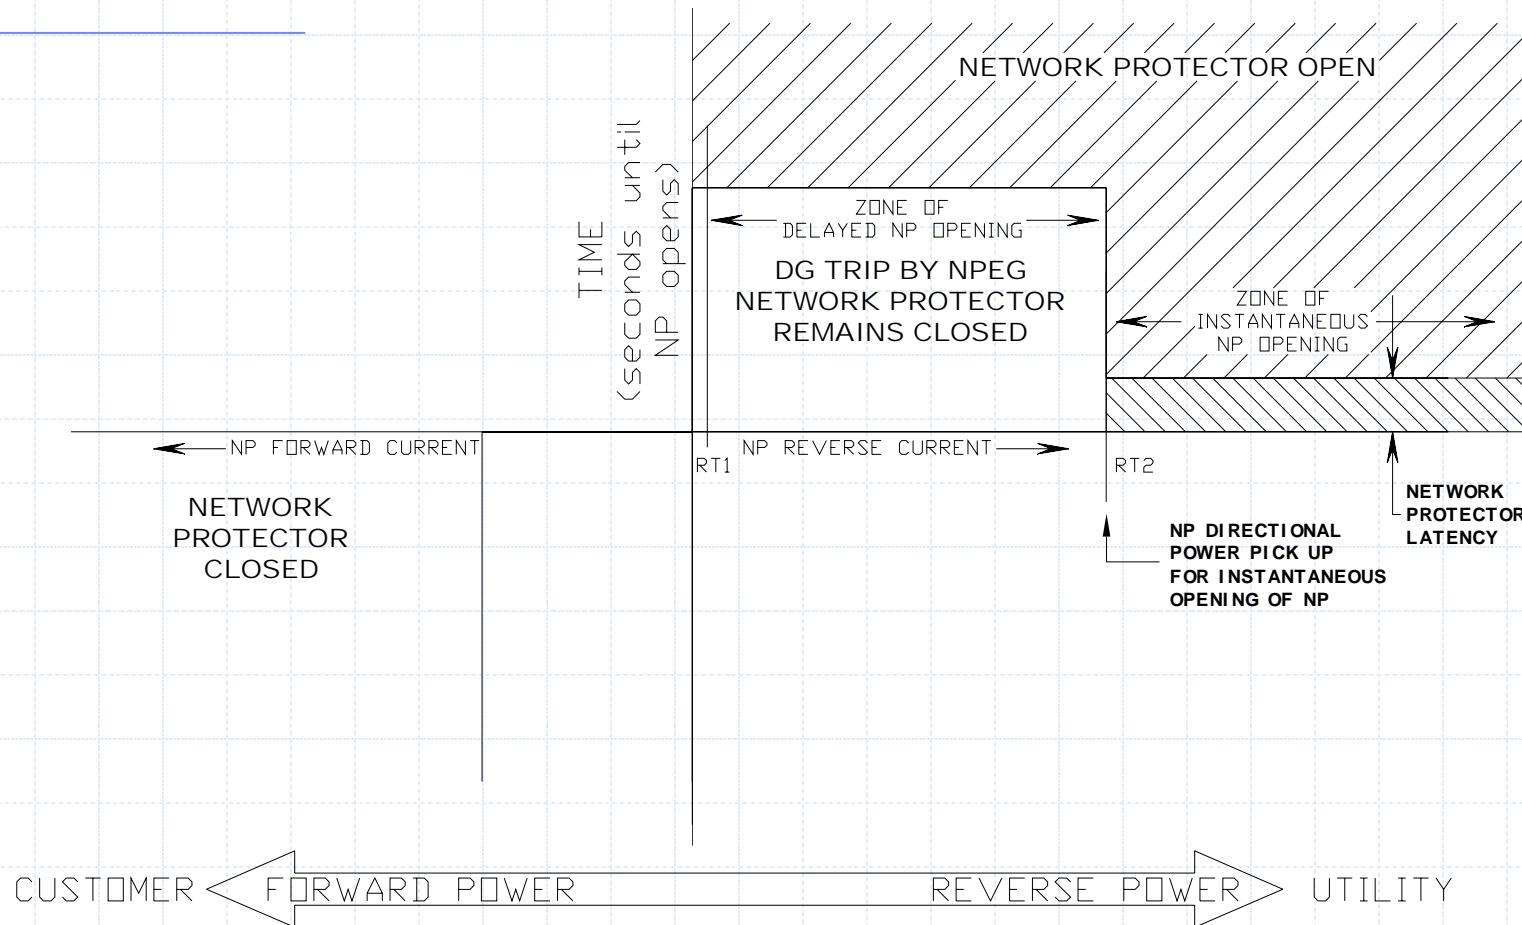 NETWORK PROTECTOR OPEN
TIME
(seconds until
NP opens)
ZONE OF
DELAYED NP OPENING
DG TRIP BY NPEG
NETWORK PROTECTOR
REMAINS CLOSED
ZONE OF
INSTANTANEOUS
NP OPENING
NP FORWARD CURRENT
RT1
NP REVERSE CURRENT
RT2
NETWORK
PROTECTOR
CLOSED
NETWORK
PROTECTOR
LATENCY
NP DIRECTIONAL
POWER PICK UP
FOR INSTANTANEOUS
OPENING OF NP
CUSTOMER
FORWARD POWER
REVERSE POWER
UTILITY